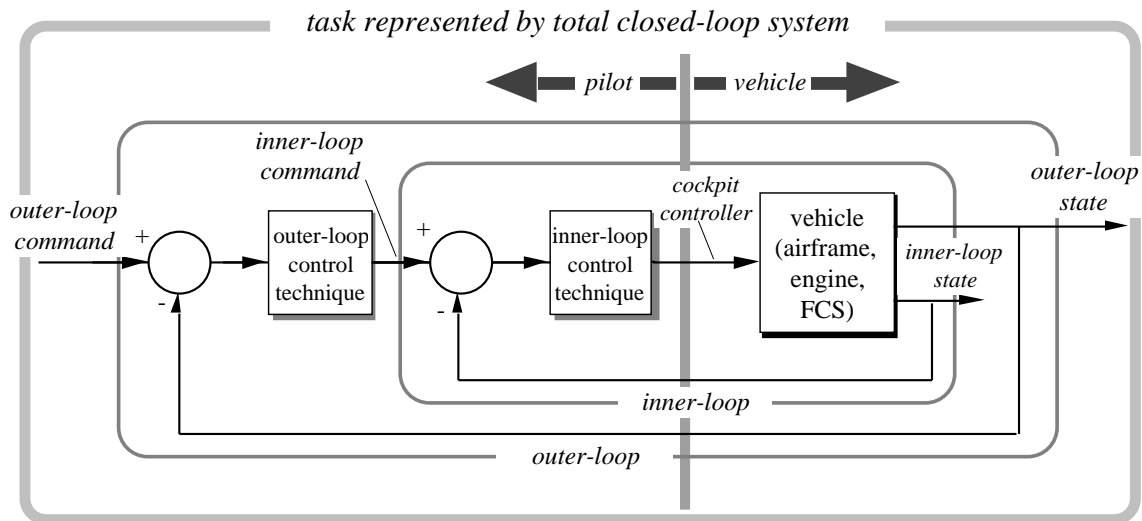 task represented by total closed-loop system
pilot
vehicle
inner-loop
command
cockpit
controller
outer-loop
state
outer-loop
command
+
-
outer-loop
control
technique
+
-
inner-loop
control
technique
vehicle
(airframe,
engine,
FCS)
inner-loop
state
inner-loop
outer-loop